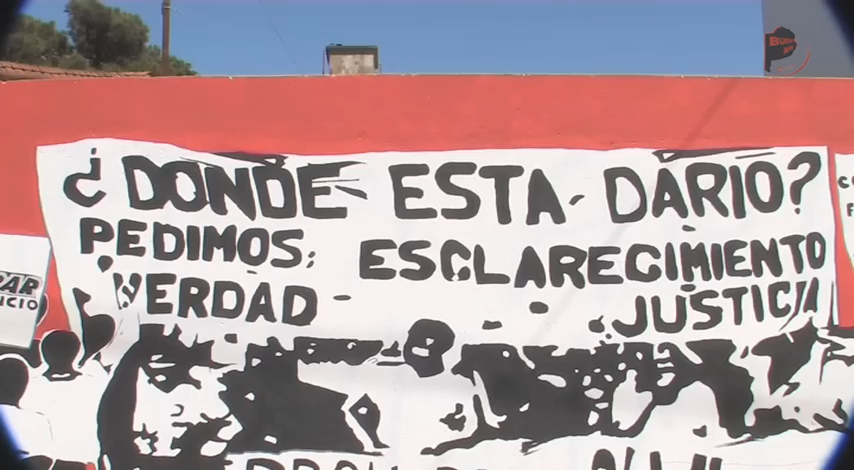 ¿DONDE ESTA DARIO?
PEDIMOS: ESCLARECIMIENTO
VERDAD - JUSTICIA